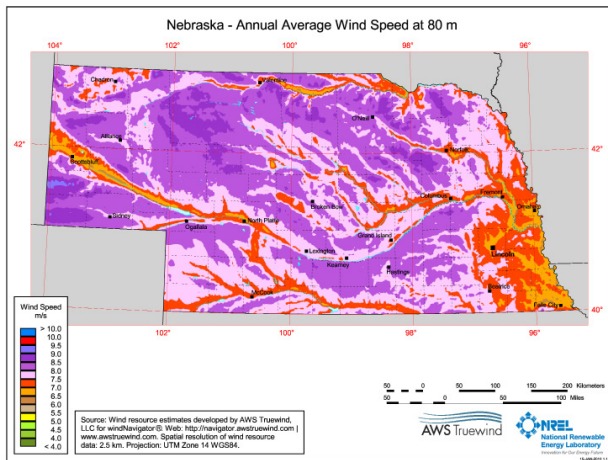 Nebraska - Annual Average Wind Speed at 80 m
104°
102°
100°
98°
96°
Chadron
Valentine
O'Neill
42°
Alliance
Norfolk
42°
Scottsbluff
Columbus
Fremont
Omaha
Sidney
Ogallala
North Platte
Broken Bow
Grand Island
Lexington
Kearney
Lincoln
Hastings
McCook
Beatrice
Falls City
40°
102°
100°
98°
96°
Wind Speed
m/s
> 10.0
10.0
9.5
9.0
8.5
8.0
7.5
7.0
6.5
6.0
5.5
5.0
4.5
4.0
< 4.0
Source: Wind resource estimates developed by AWS Truewind,
LLC for windNavigator®. Web: http://navigator.awstruewind.com |
www.awstruewind.com. Spatial resolution of wind resource
data: 2.5 km. Projection: UTM Zone 14 WGS84.
50 0 50 100 150 200 Kilometers
50 0 50 100 Miles
AWS Truewind
NREL
National Renewable
Energy Laboratory
Innovation for Our Energy Future